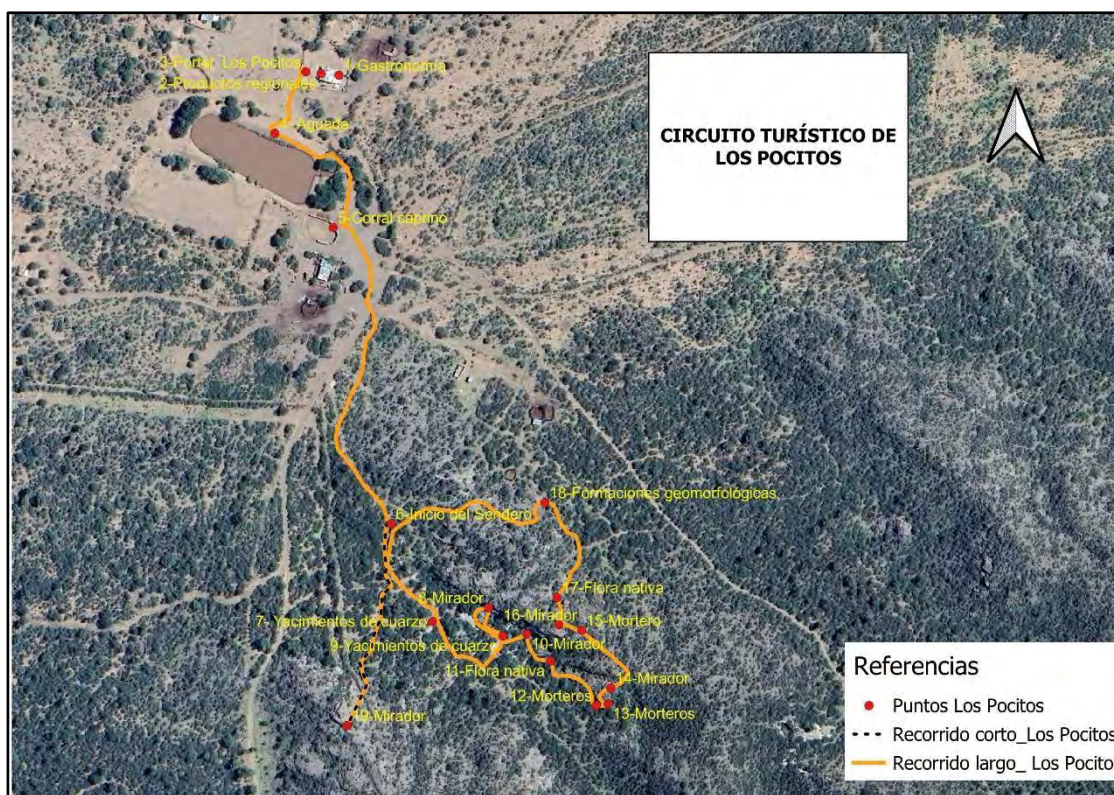 CIRCUITO TURÍSTICO DE
LOS POCITOS
3-Portal Los Pocitos
1-Gastronomía
2-Productos regionales
Aguada
5-Corral caprino
18-Formaciones geomorfológicas
6-Inicio del Sendero
17-Flora nativa
8-Mirador
16-Mirador
15-Mortero
7- Yacimientos de cuarzo
10-Mirador
9-Yacimientos de cuarzo
11-Flora nativa
14-Mirador
12-Morteros
13-Morteros
19-Mirador
Referencias
Puntos Los Pocitos
Recorrido corto_Los Pocitos
Recorrido largo_ Los Pocito